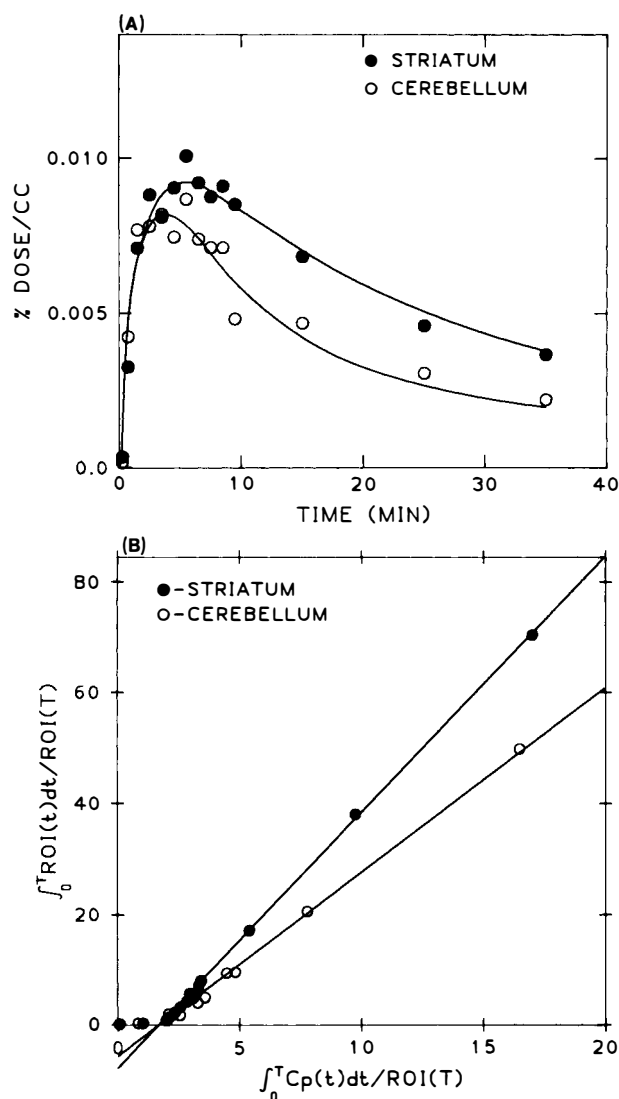 (A)
● STRIATUM
○ CEREBELLUM
% DOSE/CC
0.010
0.005
0.0
0 10 20 30 40
TIME (MIN)
(B)
●-STRIATUM
○-CEREBELLUM
∫₀ᵀROI(t)dt/ROI(T)
80
60
40
20
0
0 5 10 15 20
∫₀ᵀCp(t)dt/ROI(T)